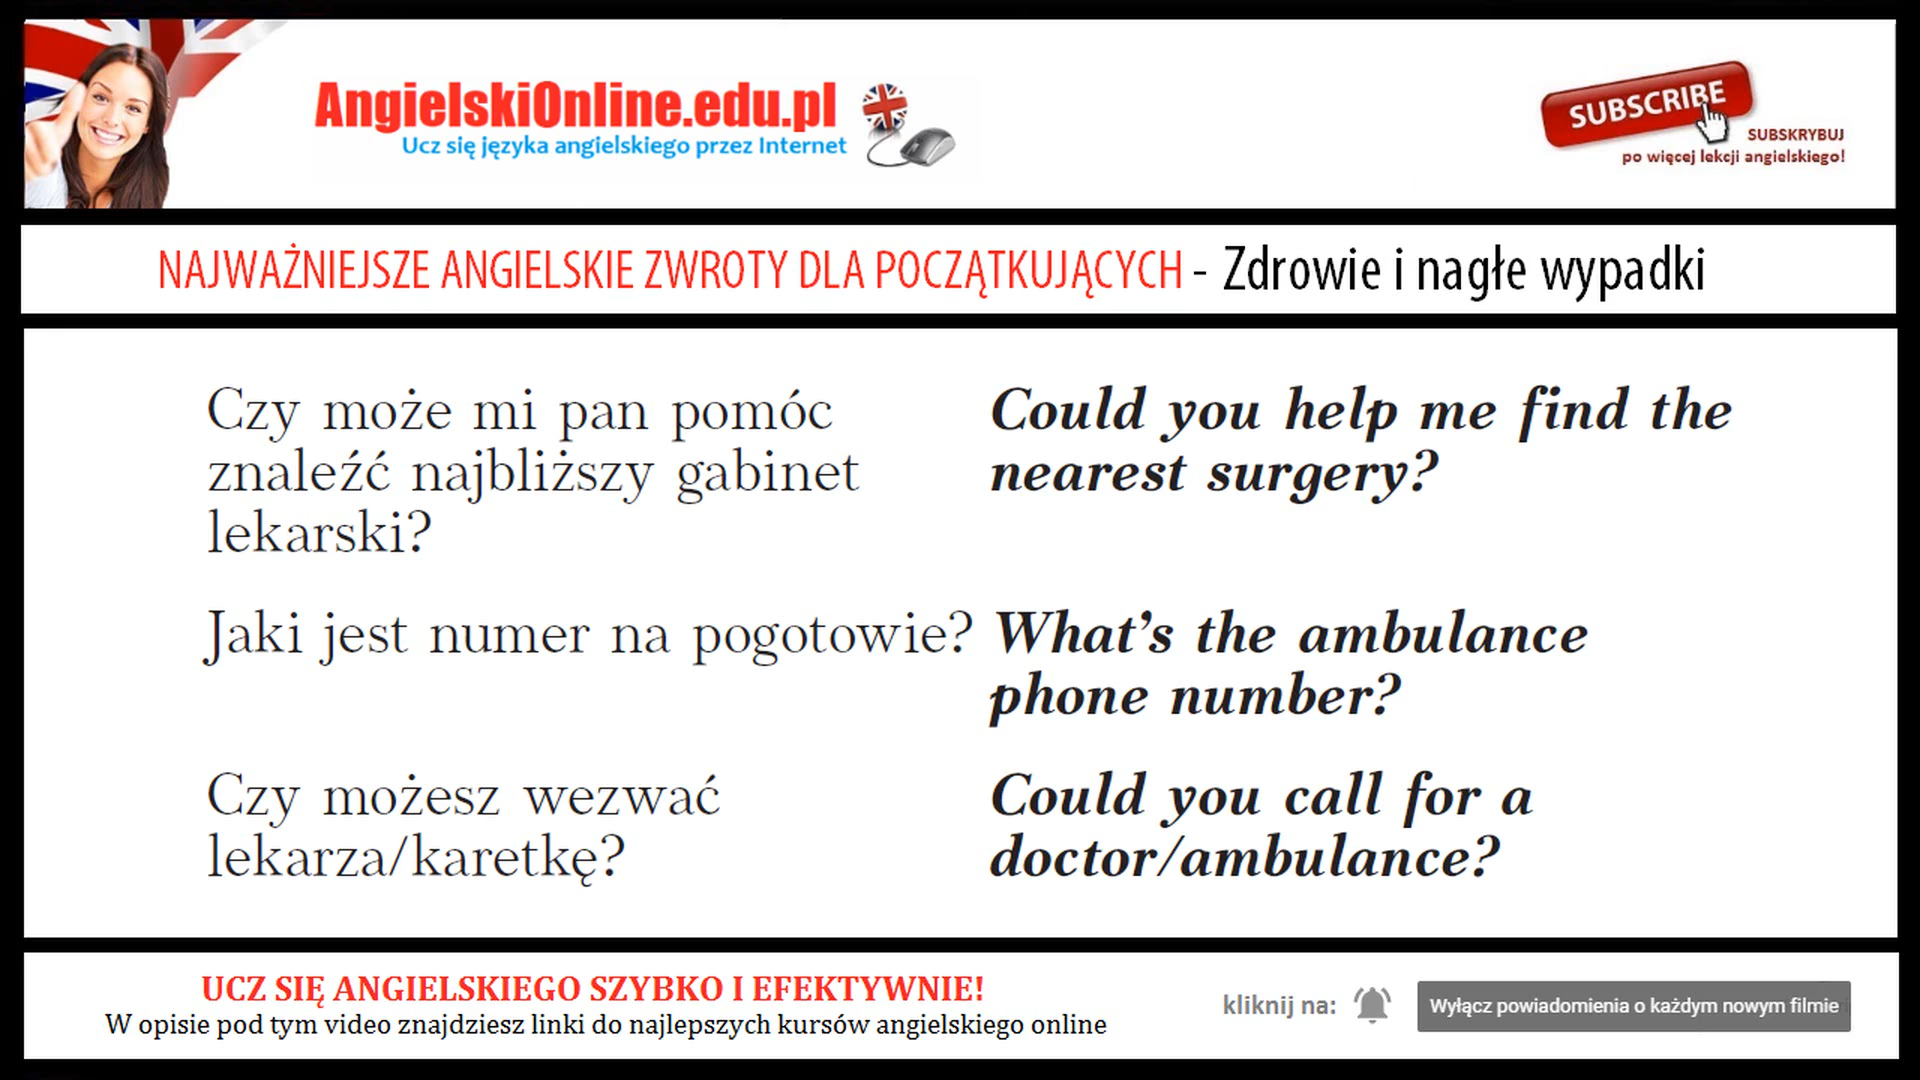 AngielskiOnline.edu.pl
Ucz się języka angielskiego przez Internet
SUBSCRIBE
SUBSKRYBUJ
po więcej lekcji angielskiego!
NAJWAŻNIEJSZE ANGIELSKIE ZWROTY DLA POCZĄTKUJĄCYCH - Zdrowie i nagłe wypadki
Czy może mi pan pomóc
znaleźć najbliższy gabinet
lekarski?
Could you help me find the
nearest surgery?
Jaki jest numer na pogotowie?
What's the ambulance
phone number?
Czy możesz wezwać
lekarza/karetkę?
Could you call for a
doctor/ambulance?
UCZ SIĘ ANGIELSKIEGO SZYBKO I EFEKTYWNIE!
W opisie pod tym video znajdziesz linki do najlepszych kursów angielskiego online
kliknij na:
Wyłącz powiadomienia o każdym nowym filmie